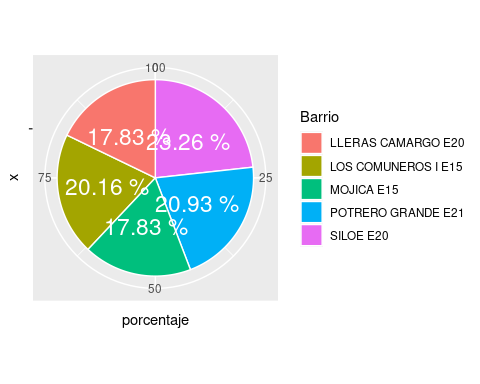 100
17.83 %
23.26 %
75
20.16 %
20.93 %
25
17.83 %
50
x
porcentaje
Barrio
LLERAS CAMARGO E20
LOS COMUNEROS I E15
MOJICA E15
POTRERO GRANDE E21
SILOE E20